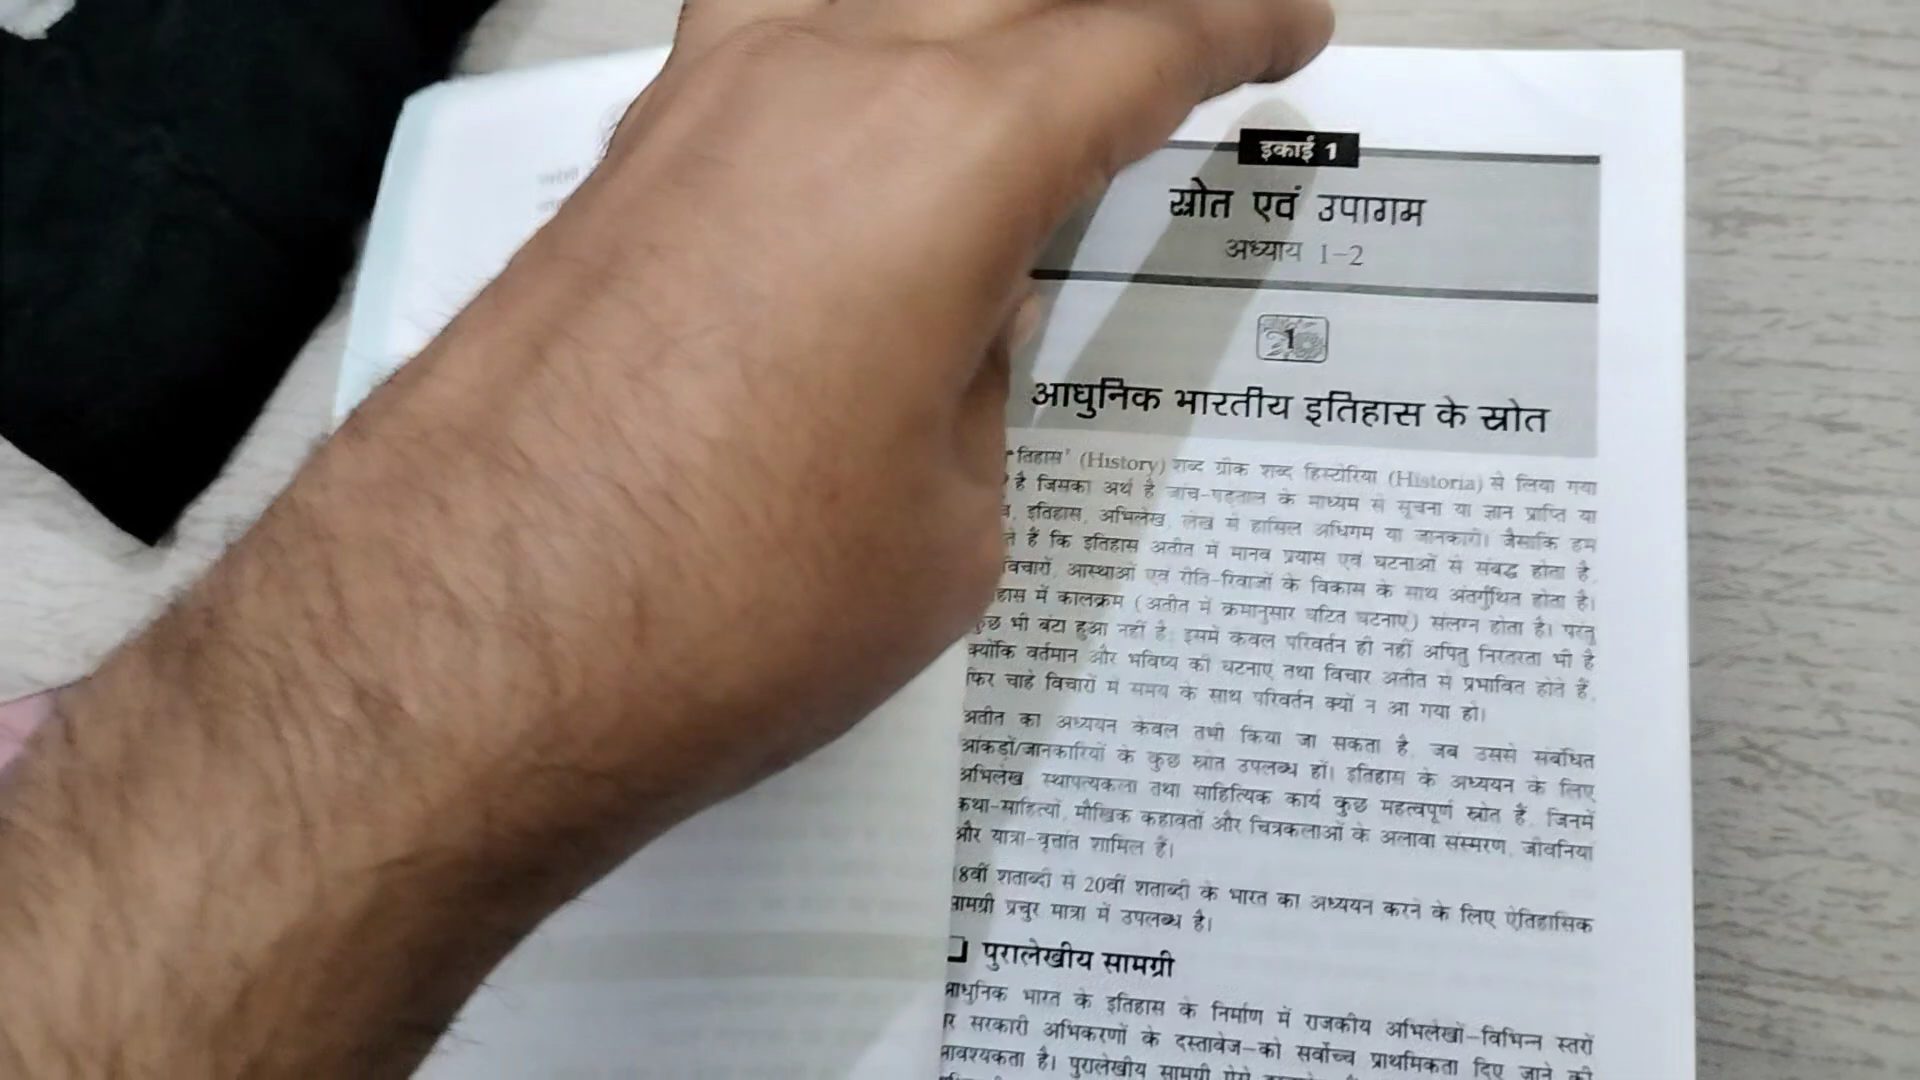 इकाई 1
स्रोत एवं उपागम
अध्याय 1-2
1
आधुनिक भारतीय इतिहास के स्रोत
तिहास' (History) शब्द ग्रीक शब्द हिस्टोरिया (Historia) से लिया गया
है जिसका अर्थ है जांच-पड़ताल के माध्यम से सूचना या ज्ञान प्राप्ति या
इतिहास, अभिलेख, लेख से हासिल अधिगम या जानकारी। जैसाकि हम
हैं कि इतिहास अतीत में मानव प्रयास एवं घटनाओं से संबद्ध होता है,
विचारों, आस्थाओं एवं रीति-रिवाजों के विकास के साथ अंतर्गुंथित होता है।
हास में कालक्रम (अतीत में क्रमानुसार घटित घटनाएं) संलग्न होता है। परंतु
कुछ भी बंटा हुआ नहीं है; इसमें केवल परिवर्तन ही नहीं अपितु निरंतरता भी है
क्योंकि वर्तमान और भविष्य की घटनाएं तथा विचार अतीत से प्रभावित होते हैं,
फिर चाहे विचारों में समय के साथ परिवर्तन क्यों न आ गया हो।
अतीत का अध्ययन केवल तभी किया जा सकता है, जब उससे संबंधित
आंकड़ों/जानकारियों के कुछ स्रोत उपलब्ध हों। इतिहास के अध्ययन के लिए
अभिलेख, स्थापत्यकला तथा साहित्यिक कार्य कुछ महत्वपूर्ण स्रोत हैं, जिनमें
कथा-साहित्यों, मौखिक कहावतों और चित्रकलाओं के अलावा संस्मरण, जीवनियां
और यात्रा-वृत्तांत शामिल हैं।
18वीं शताब्दी से 20वीं शताब्दी के भारत का अध्ययन करने के लिए ऐतिहासिक
सामग्री प्रचुर मात्रा में उपलब्ध है।
❑ पुरालेखीय सामग्री
आधुनिक भारत के इतिहास के निर्माण में राजकीय अभिलेखों-विभिन्न स्तरों
सरकारी अभिकरणों के दस्तावेज-को सर्वोच्च प्राथमिकता दिए जाने की
आवश्यकता है। पुरालेखीय सामग्री